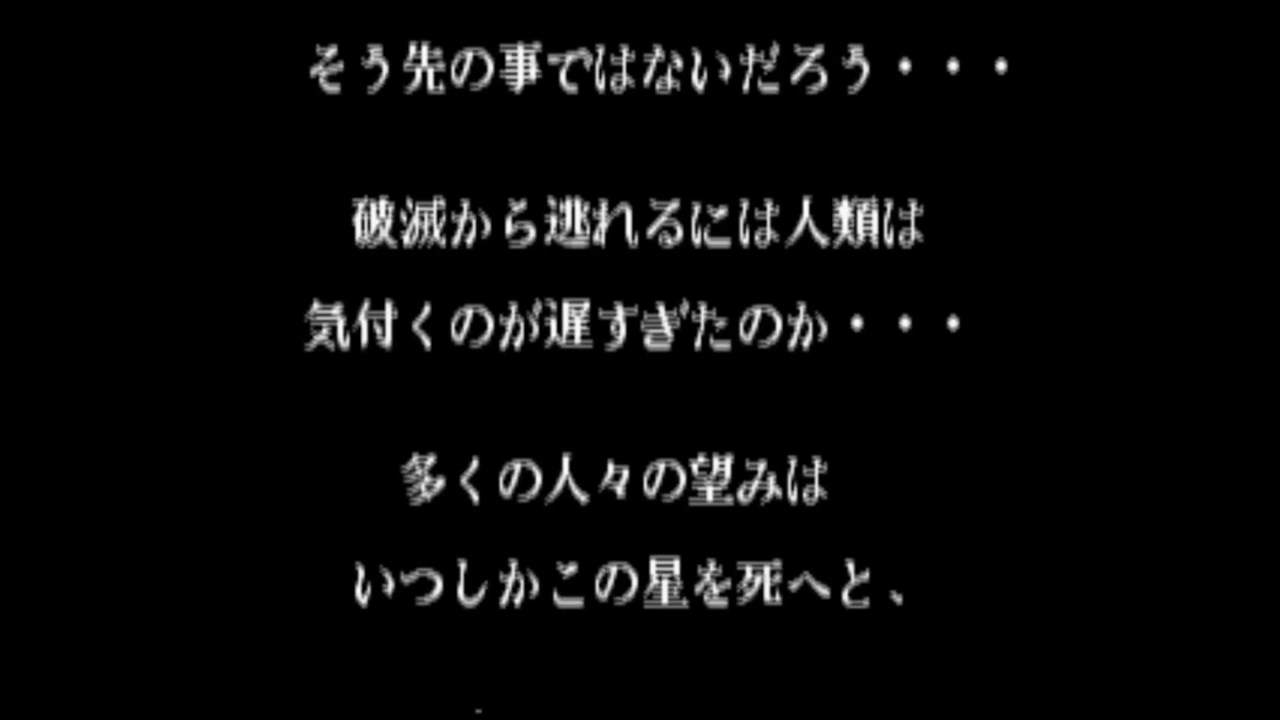 そう先の事ではないだろう・・・
破滅から逃れるには人類は
気付くのが遅すぎたのか・・・
多くの人々の望みは
いつしかこの星を死へと、